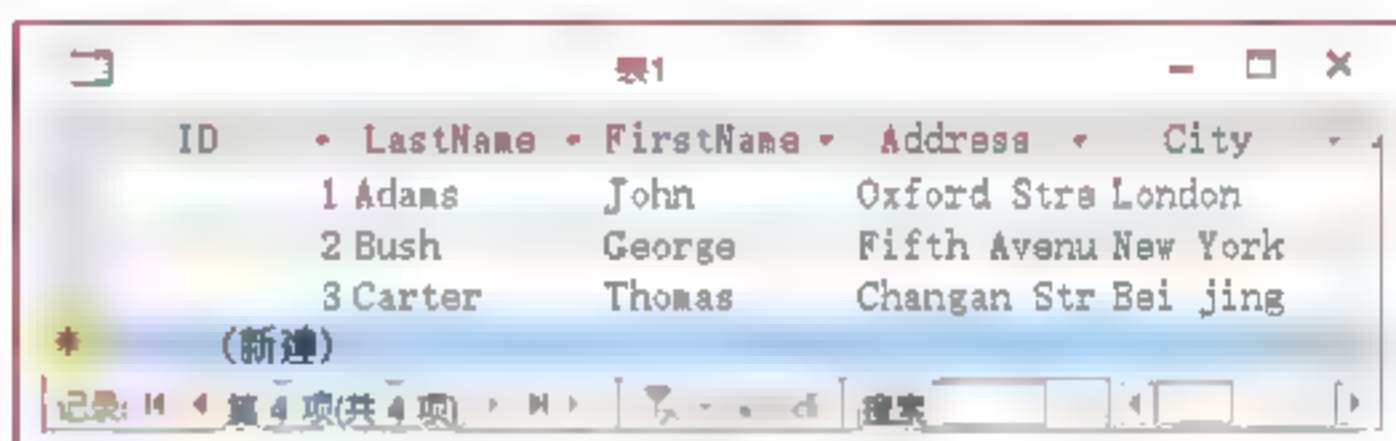 表1
ID LastName FirstName Address City
1 Adams John Oxford Stre London
2 Bush George Fifth Avenu New York
3 Carter Thomas Changan Str Bei jing
* (新建)
记录: 第 4 项(共 4 项) 搜索